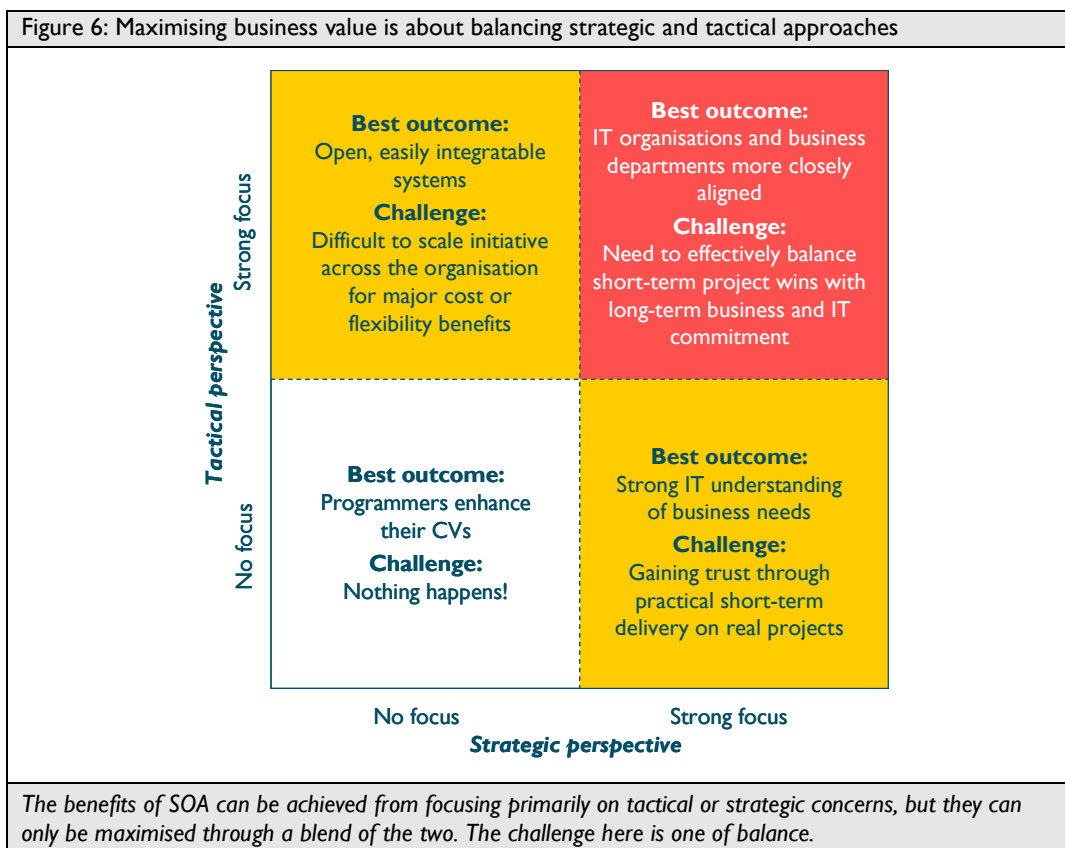 Figure 6: Maximising business value is about balancing strategic and tactical approaches
Best outcome:
Open, easily integratable
systems
Challenge:
Difficult to scale initiative
across the organisation
for major cost or
flexibility benefits
Best outcome:
IT organisations and business
departments more closely
aligned
Challenge:
Need to effectively balance
short-term project wins with
long-term business and IT
commitment
Strong focus
Tactical perspective
No focus
Best outcome:
Programmers enhance
their CVs
Challenge:
Nothing happens!
Best outcome:
Strong IT understanding
of business needs
Challenge:
Gaining trust through
practical short-term
delivery on real projects
No focus
Strong focus
Strategic perspective
The benefits of SOA can be achieved from focusing primarily on tactical or strategic concerns, but they can
only be maximised through a blend of the two. The challenge here is one of balance.